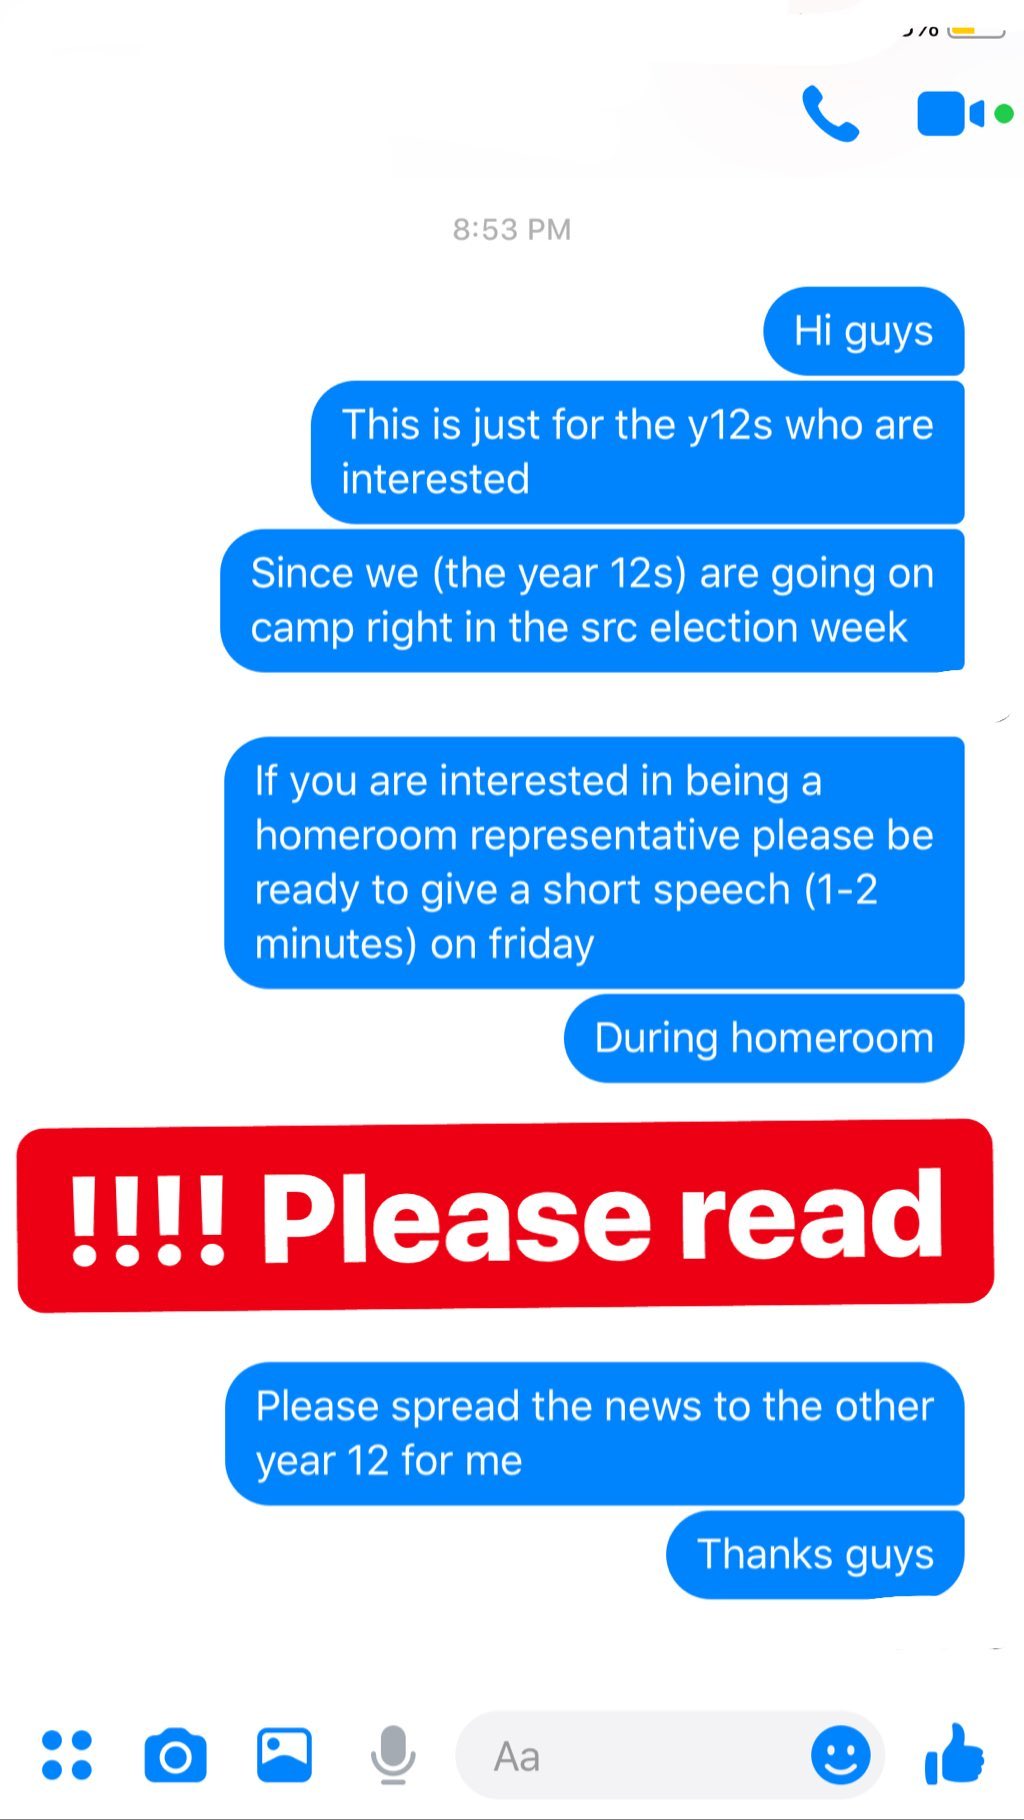 8:53 PM
Hi guys
This is just for the y12s who are
interested
Since we (the year 12s) are going on
camp right in the src election week
If you are interested in being a
homeroom representative please be
ready to give a short speech (1-2
minutes) on friday
During homeroom
!!!! Please read
Please spread the news to the other
year 12 for me
Thanks guys
Aa